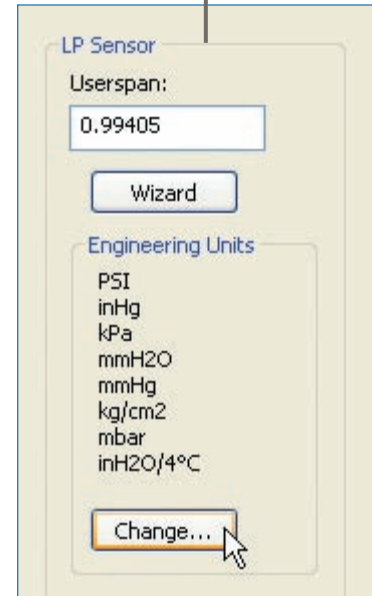 LP Sensor
Userspan:
0.99405
Wizard
Engineering Units
PSI
inHg
kPa
mmH2O
mmHg
kg/cm2
mbar
inH2O/4°C
Change...